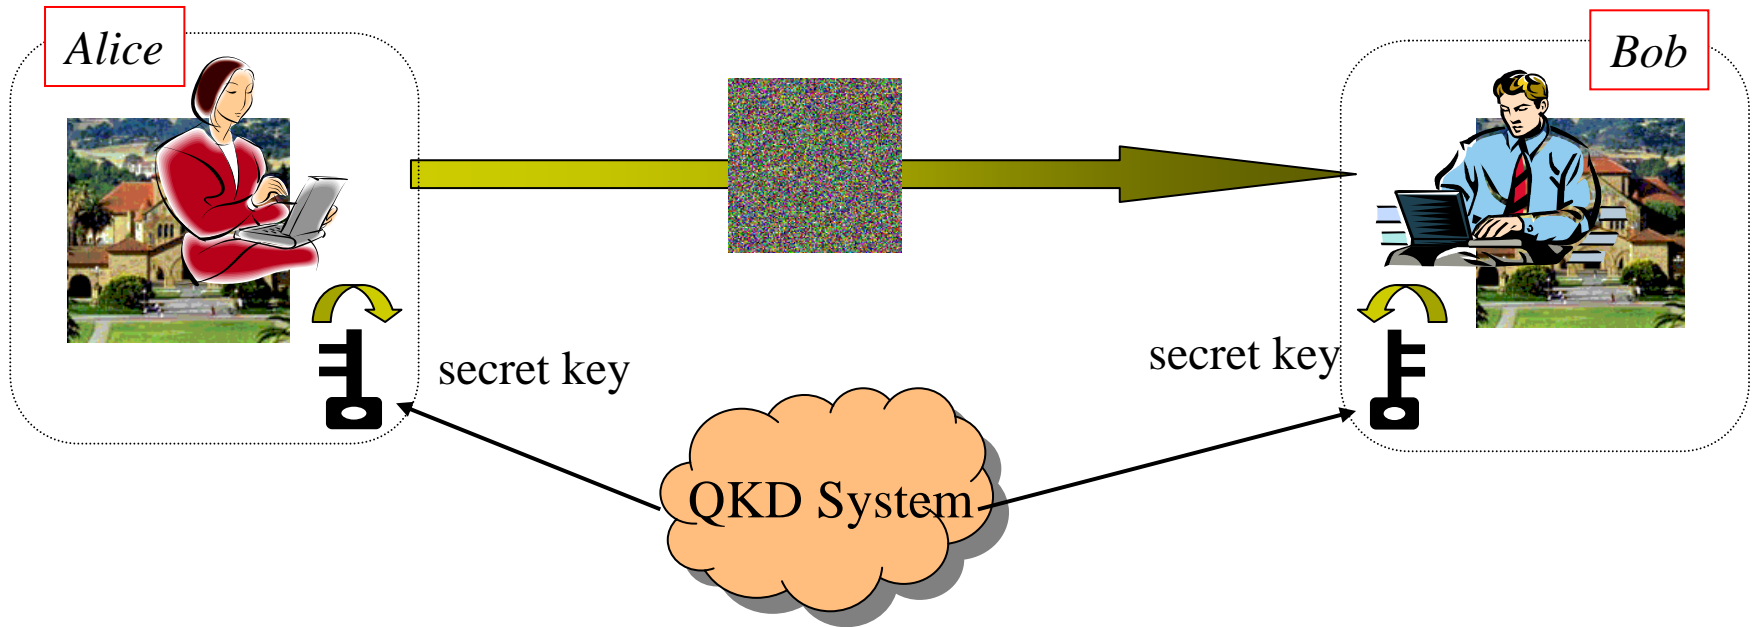 Alice
Bob
secret key
secret key
QKD System